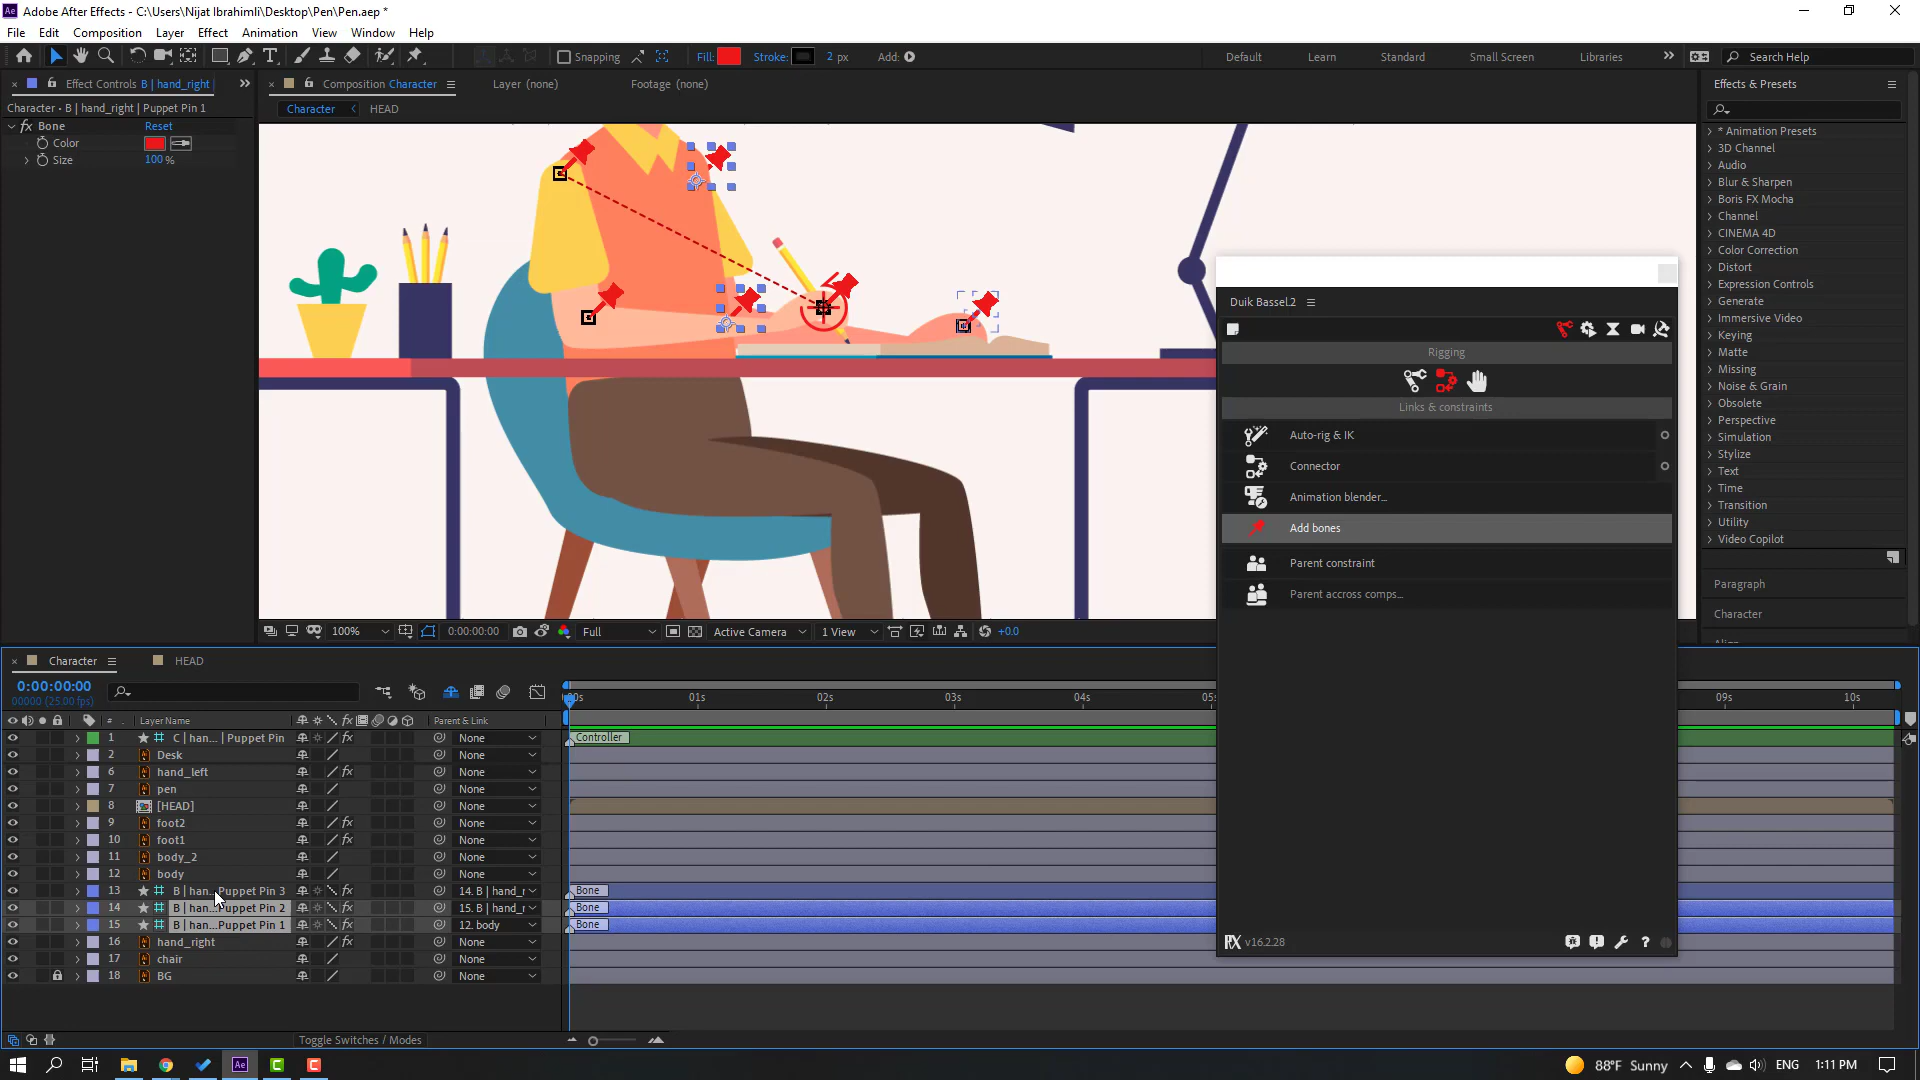 Adobe After Effects - C:\Users\Nijat Ibrahimli\Desktop\Pen\Pen.aep *
File Edit Composition Layer Effect Animation View Window Help
Snapping Fill: Stroke: 2 px Add: Default Learn Standard Small Screen Libraries Search Help
Effect Controls B | hand_right
Composition Character
Layer (none)
Footage (none)
Effects & Presets
Character • B | hand_right | Puppet Pin 1
Character HEAD
fx Bone Reset
Color
Size 100 %
* Animation Presets
3D Channel
Audio
Blur & Sharpen
Boris FX Mocha
Channel
CINEMA 4D
Color Correction
Distort
Expression Controls
Generate
Immersive Video
Keying
Matte
Missing
Noise & Grain
Obsolete
Perspective
Simulation
Stylize
Text
Time
Transition
Utility
Video Copilot
Paragraph
Character
Duik Bassel.2
Rigging
Links & constraints
Auto-rig & IK
Connector
Animation blender...
Add bones
Parent constraint
Parent accross comps...
v16.2.28
100% 0:00:00:00 Full Active Camera 1 View +0.0
Character HEAD
0:00:00:00
00000 (25.00 fps)
01s 02s 03s 04s 09s 10s
# Layer Name Parent & Link
1 C | han... | Puppet Pin None Controller
2 Desk None
6 hand_left None
7 pen None
8 [HEAD] None
9 foot2 None
10 foot1 None
11 body_2 None
12 body None
13 B | han...Puppet Pin 3 14. B | hand_r Bone
14 B | han...Puppet Pin 2 15. B | hand_r Bone
15 B | han...Puppet Pin 1 12. body Bone
16 hand_right None
17 chair None
18 BG None
Toggle Switches / Modes
88°F Sunny ENG 1:11 PM